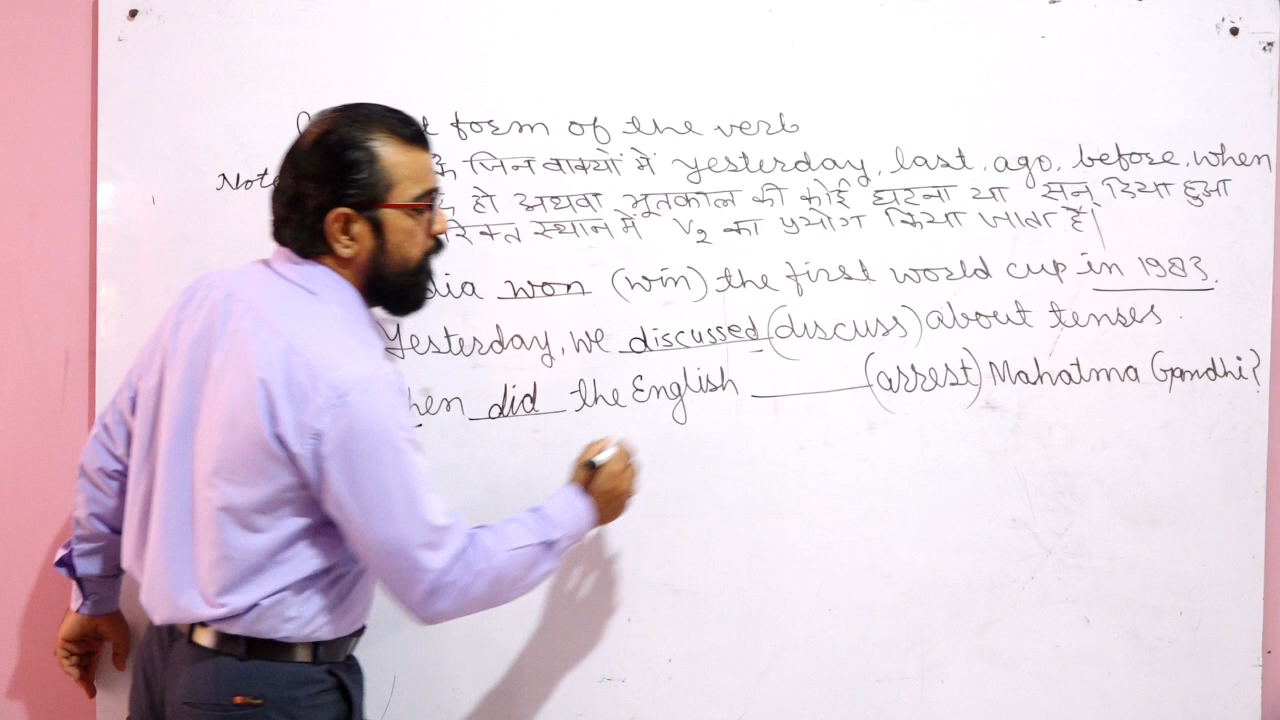 form of the verb
Note के जिन वाक्यों में yesterday, last, ago, before, when
हो अथवा भूतकाल की कोई घटना या सन् दिया हुआ
रिक्त स्थान में V2 का प्रयोग किया जाता है।
won (win) the first world cup in 1983.
Yesterday, we discussed (discuss) about tenses.
did the English ______ (arrest) Mahatma Gandhi?